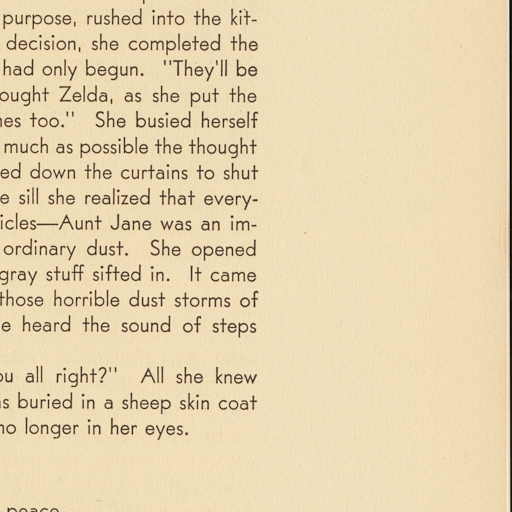 purpose, rushed into the kit-
decision, she completed the
had only begun. "They'll be
ought Zelda, as she put the
nes too." She busied herself
much as possible the thought
ed down the curtains to shut
e sill she realized that every-
icles—Aunt Jane was an im-
ordinary dust. She opened
gray stuff sifted in. It came
those horrible dust storms of
e heard the sound of steps
ou all right?" All she knew
s buried in a sheep skin coat
no longer in her eyes.
peace